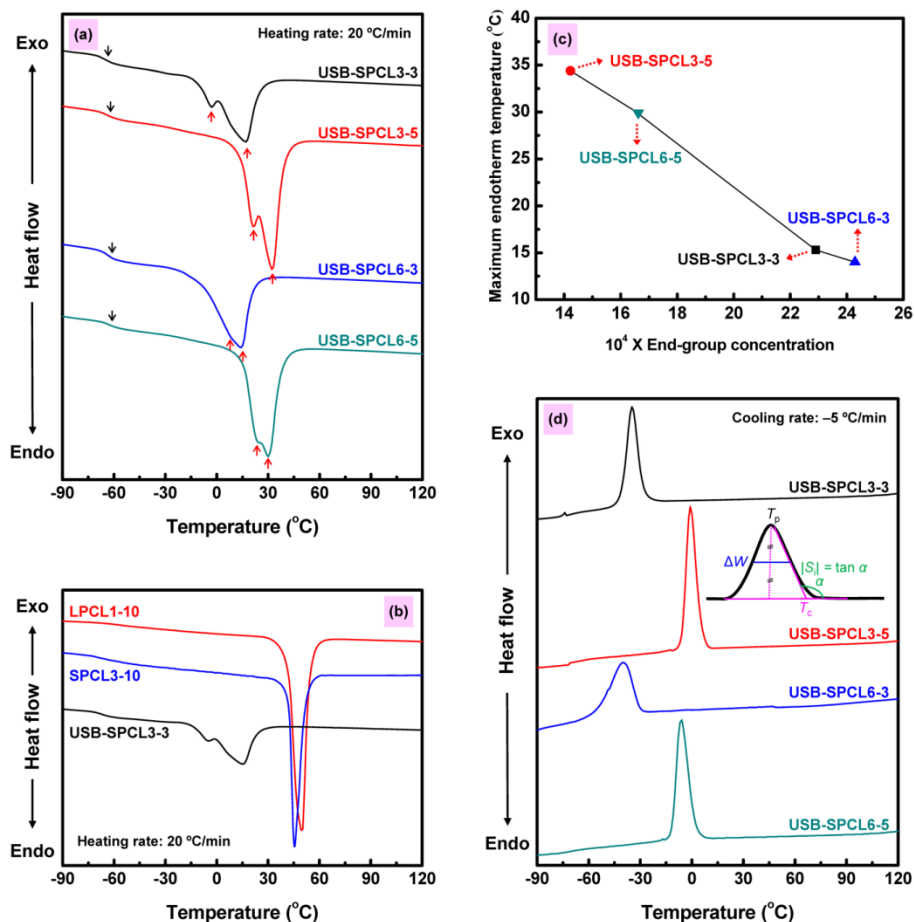 (a)
Heating rate: 20 ºC/min
Exo
USB-SPCL3-3
USB-SPCL3-5
Heat flow
USB-SPCL6-3
USB-SPCL6-5
Endo
-90 -60 -30 0 30 60 90 120
Temperature (°C)
(b)
Exo
LPCL1-10
SPCL3-10
Heat flow
USB-SPCL3-3
Heating rate: 20 °C/min
Endo
-90 -60 -30 0 30 60 90 120
Temperature (°C)
(c)
Maximum endotherm temperature (°C)
45
40
35
30
25
20
15
10
USB-SPCL3-5
USB-SPCL6-5
USB-SPCL6-3
USB-SPCL3-3
14 16 18 20 22 24 26
10⁴ X End-group concentration
(d)
Cooling rate: –5 ºC/min
Exo
USB-SPCL3-3
Tp
ΔW
|Si| = tan α
α
Tc
Heat flow
USB-SPCL3-5
USB-SPCL6-3
USB-SPCL6-5
Endo
-90 -60 -30 0 30 60 90 120
Temperature (°C)